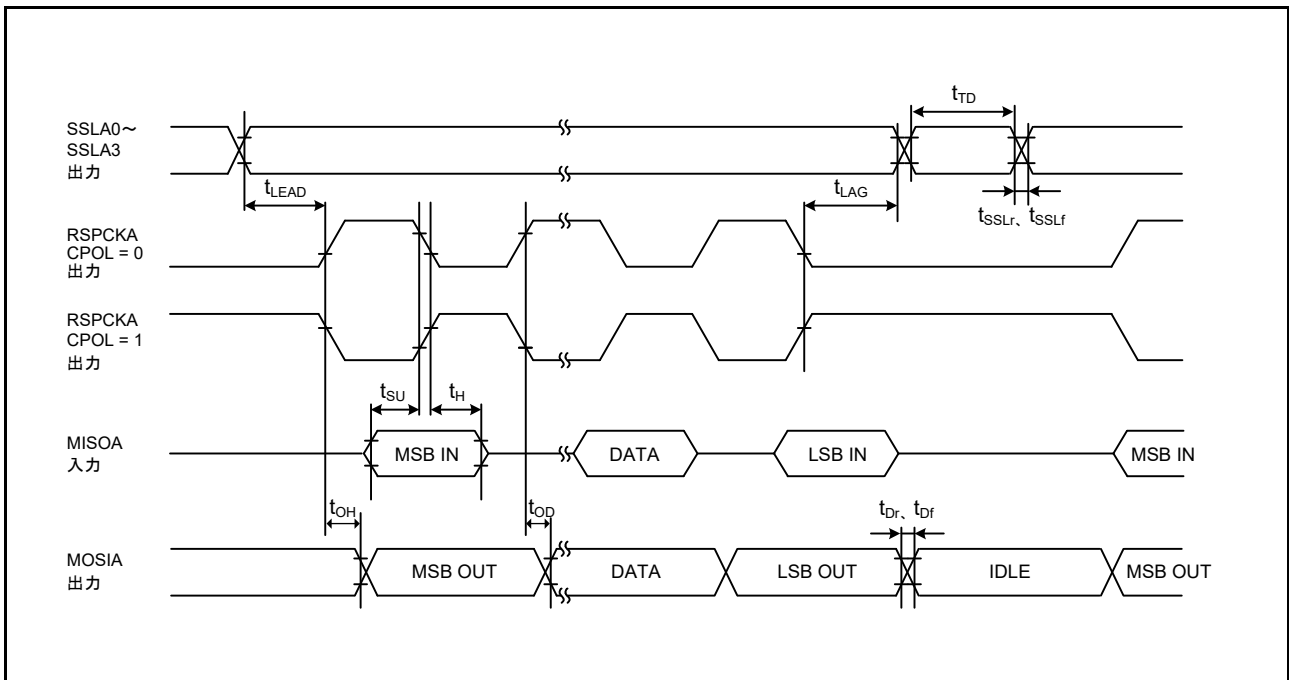 SSLA0～
SSLA3
出力
tTD
tLEAD
tLAG
tSSLr、tSSLf
RSPCKA
CPOL = 0
出力
RSPCKA
CPOL = 1
出力
tSU
tH
MISOA
入力
MSB IN
DATA
LSB IN
MSB IN
tOH
tOD
tDr、tDf
MOSIA
出力
MSB OUT
DATA
LSB OUT
IDLE
MSB OUT